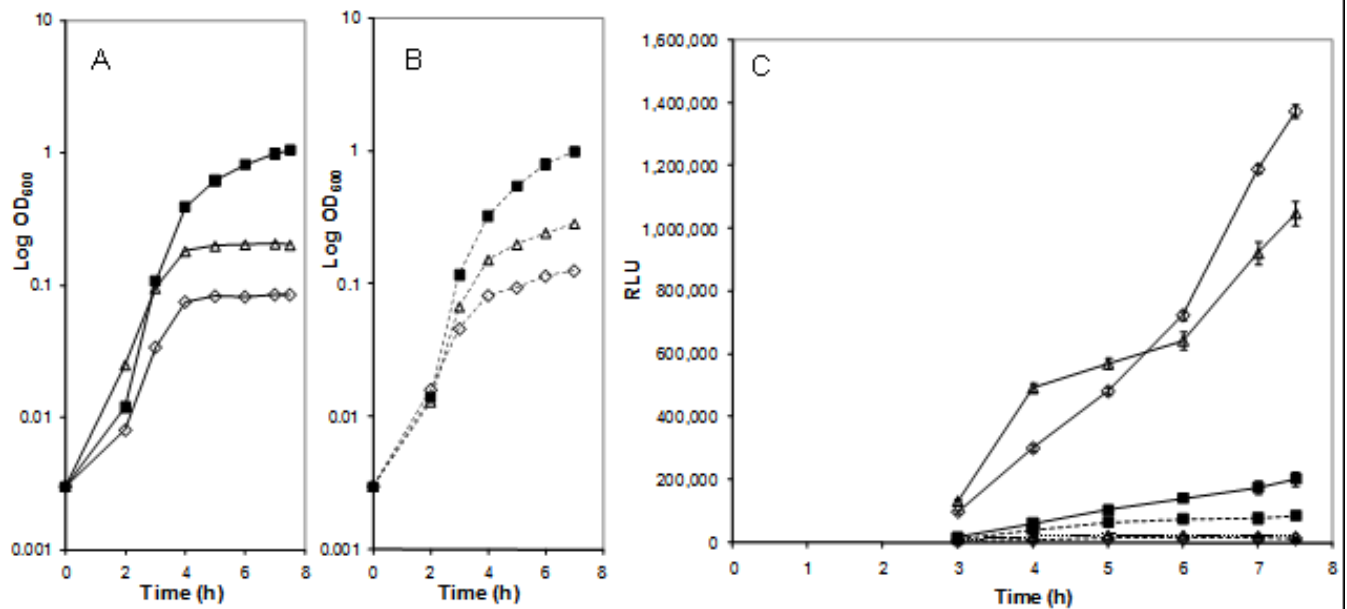 A
10
1
0.1
0.01
0.001
Log OD600
0 2 4 6 8
Time (h)
B
10
1
0.1
0.01
0.001
Log OD600
0 2 4 6 8
Time (h)
C
1,600,000
1,400,000
1,200,000
1,000,000
800,000
600,000
400,000
200,000
0
RLU
0 1 2 3 4 5 6 7 8
Time (h)